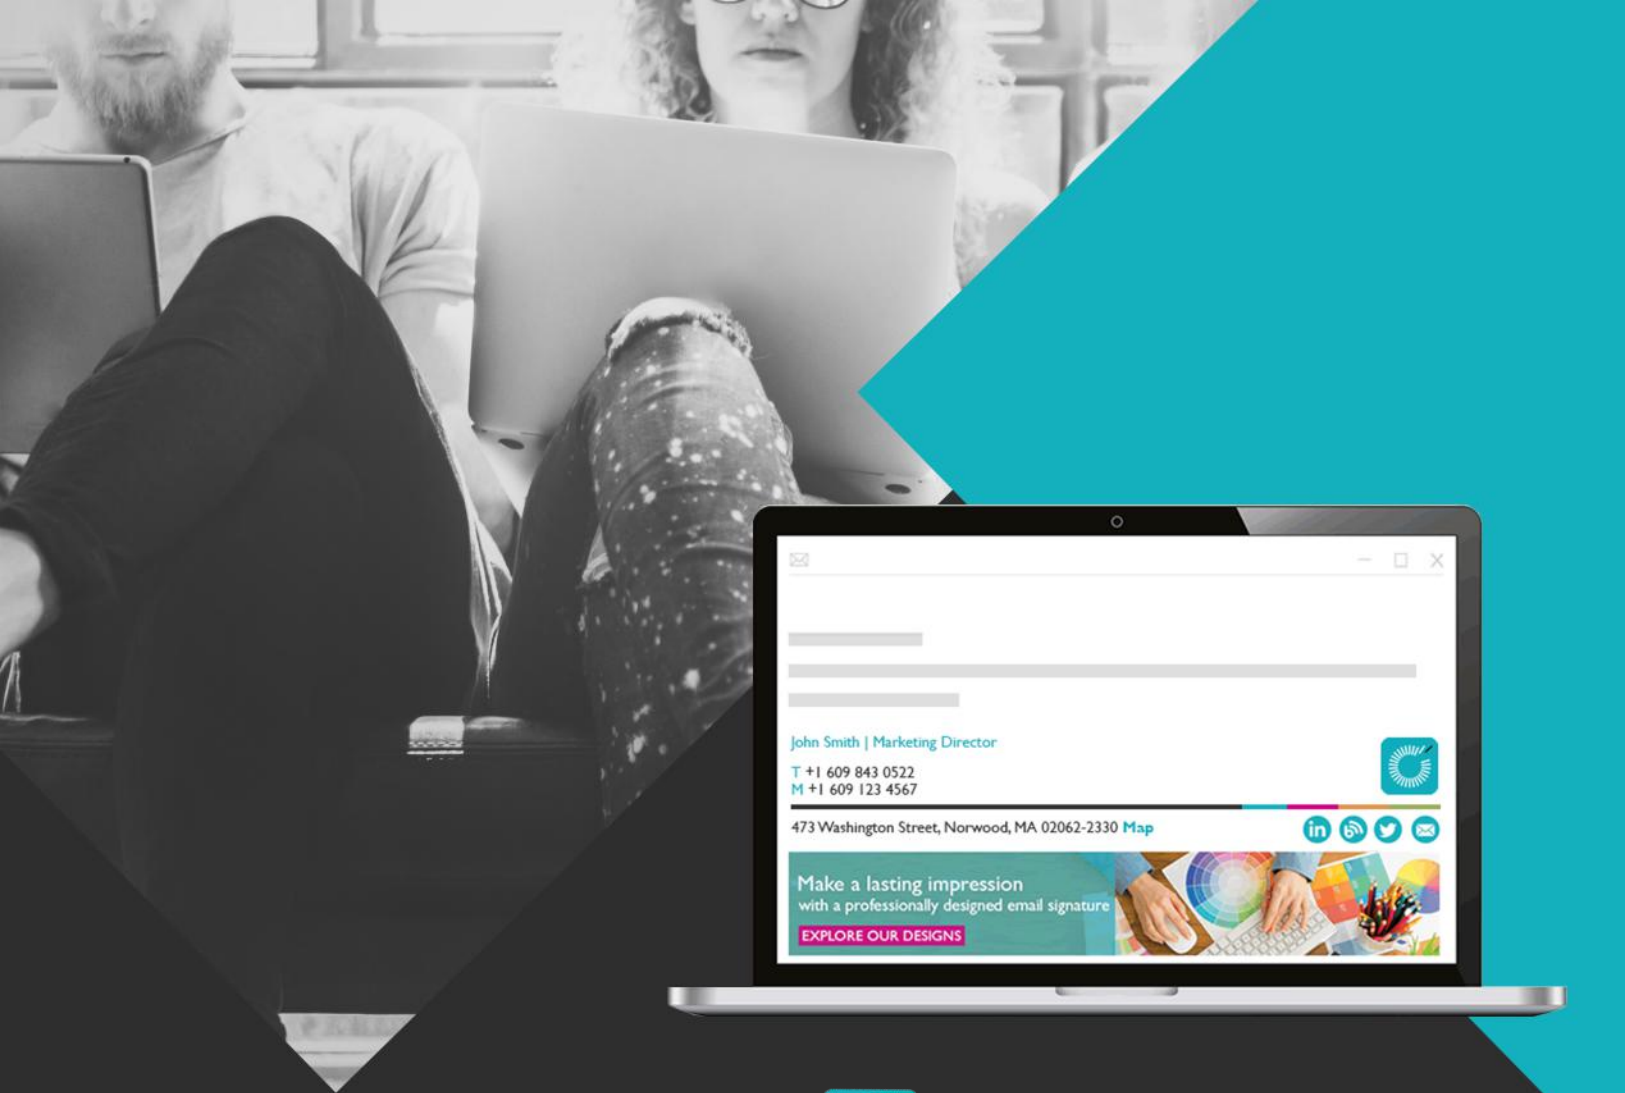 John Smith | Marketing Director
T +1 609 843 0522
M +1 609 123 4567
473 Washington Street, Norwood, MA 02062-2330 Map
in
Make a lasting impression
with a professionally designed email signature
EXPLORE OUR DESIGNS